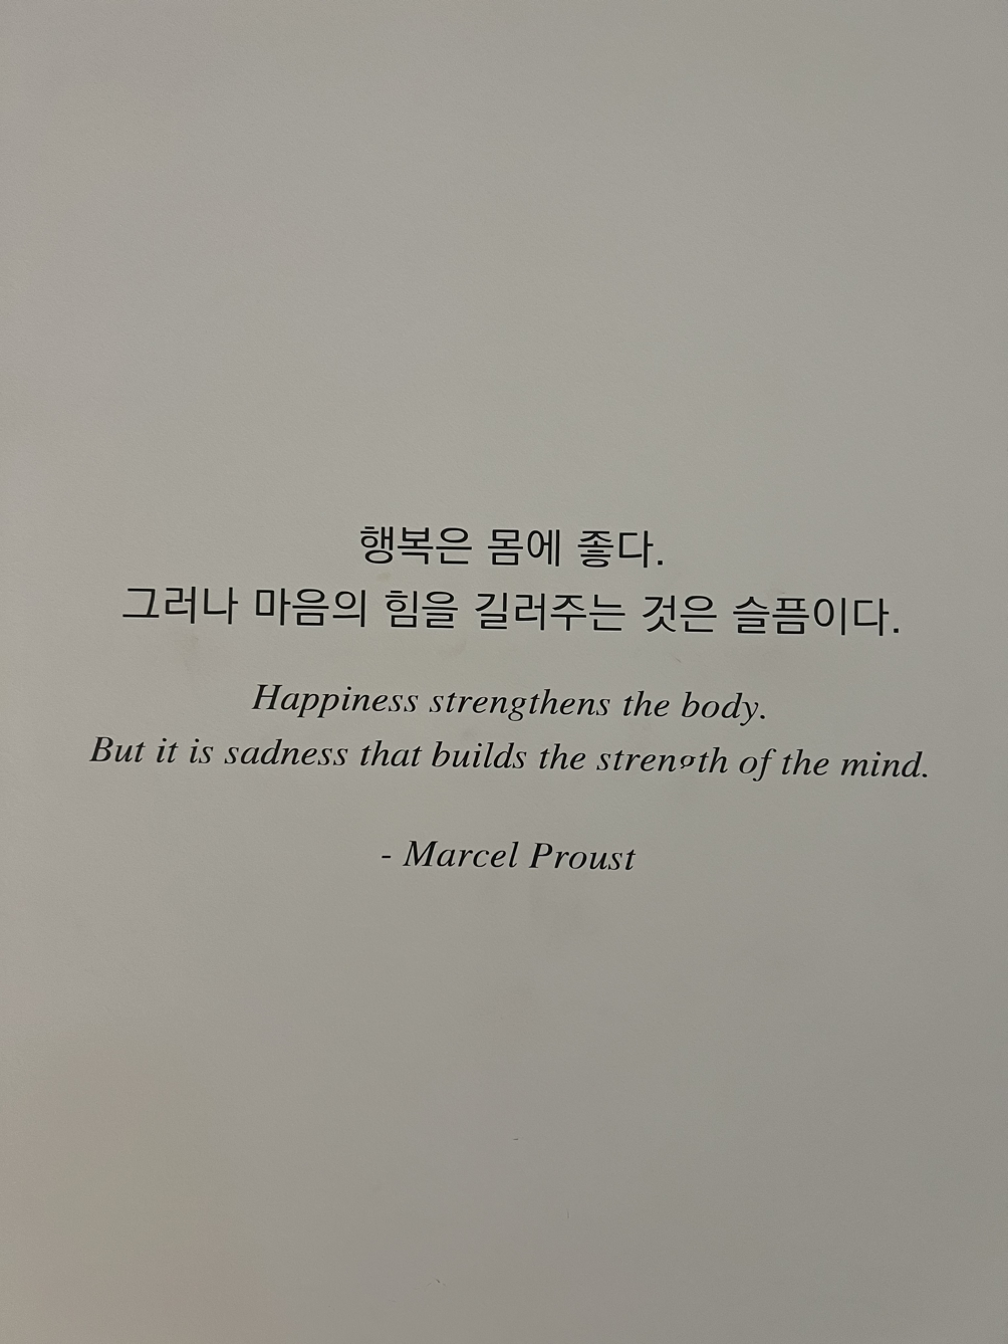 행복은 몸에 좋다.
그러나 마음의 힘을 길러주는 것은 슬픔이다.
Happiness strengthens the body.
But it is sadness that builds the strength of the mind.
- Marcel Proust